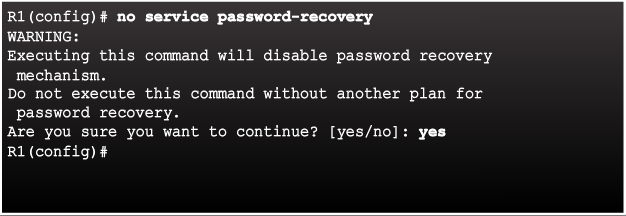 R1(config)# no service password-recovery
WARNING:
Executing this command will disable password recovery
mechanism.
Do not execute this command without another plan for
password recovery.
Are you sure you want to continue? [yes/no]: yes
R1(config)#